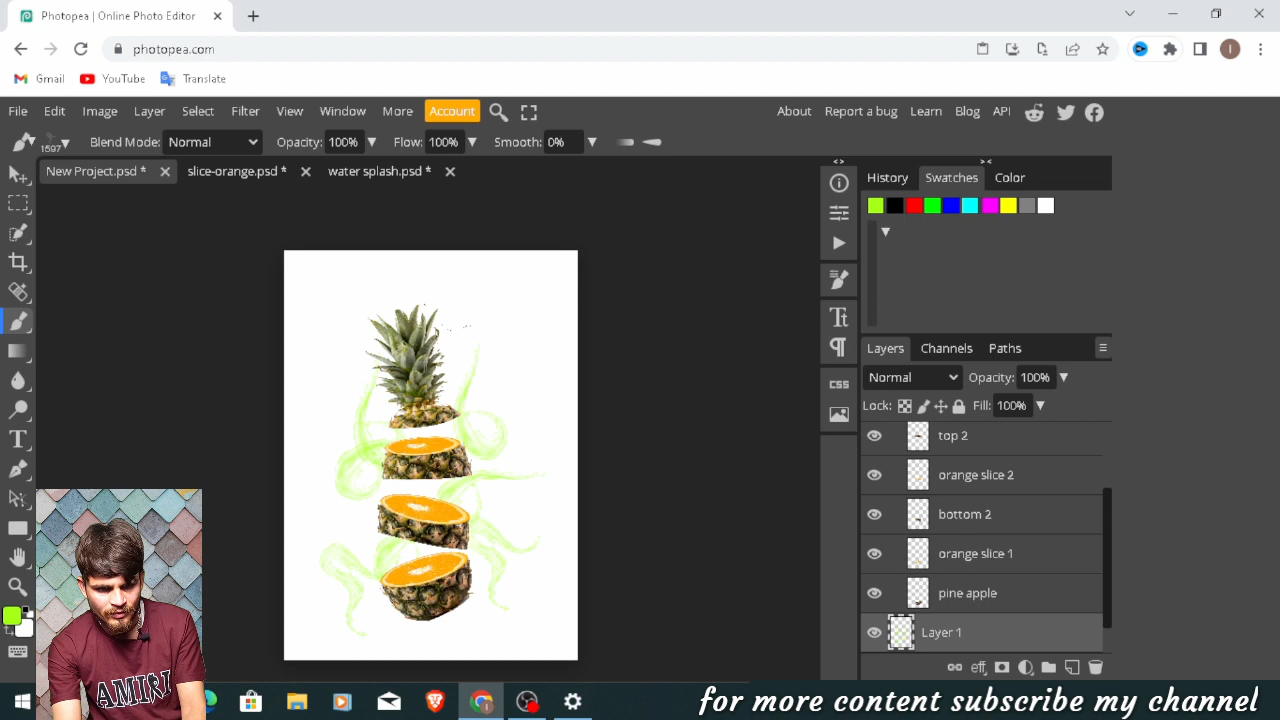 Photopea | Online Photo Editor
photopea.com
Gmail YouTube Translate
File Edit Image Layer Select Filter View Window More Account About Report a bug Learn Blog API
1597 Blend Mode: Normal Opacity: 100% Flow: 100% Smooth: 0%
New Project.psd * slice-orange.psd * water splash.psd *
History Swatches Color
Layers Channels Paths
Normal Opacity: 100%
Lock: Fill: 100%
top 2
orange slice 2
bottom 2
orange slice 1
pine apple
Layer 1
eff
CSS
AMIRI
for more content subscribe my channel